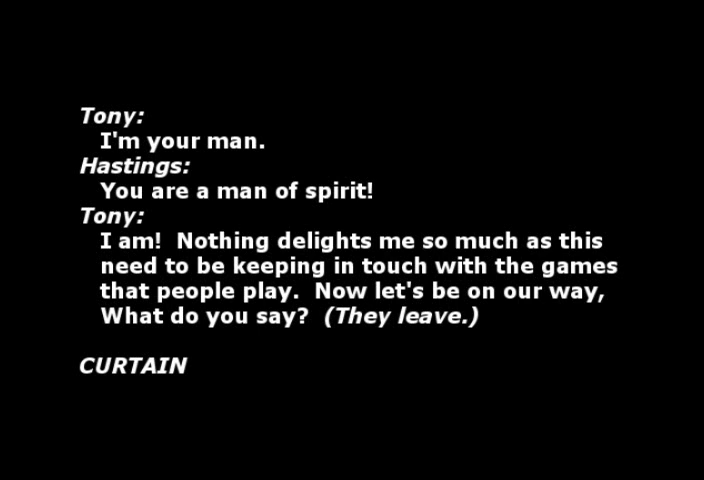 Tony:
I'm your man.
Hastings:
You are a man of spirit!
Tony:
I am!  Nothing delights me so much as this
need to be keeping in touch with the games
that people play.  Now let's be on our way,
What do you say?  (They leave.)
CURTAIN